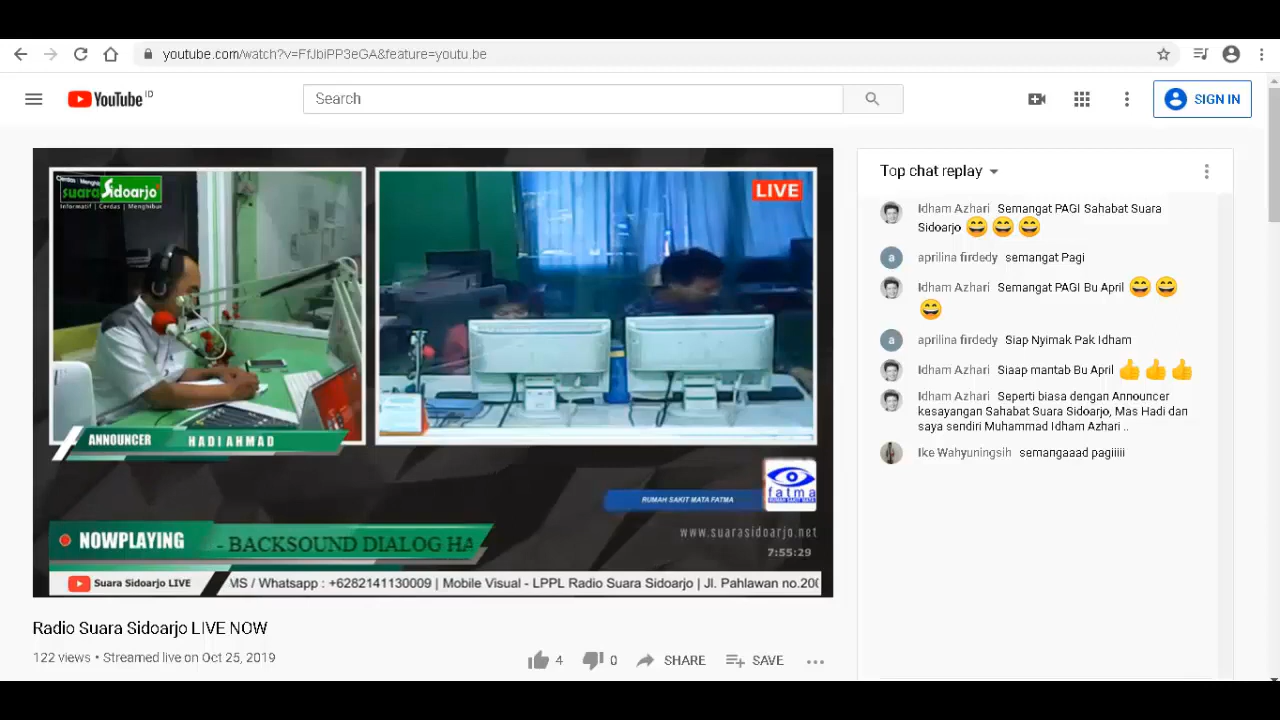 youtube.com/watch?v=FfJbiPP3eGA&feature=youtu.be
YouTube ID
Search
SIGN IN
suara Sidoarjo
Informatif | Cerdas | Menghibur
LIVE
ANNOUNCER HADI AHMAD
RUMAH SAKIT MATA FATMA
fatma
www.suarasidoarjo.net
NOWPLAYING - BACKSOUND DIALOG HA
7:55:29
Suara Sidoarjo LIVE MS / Whatsapp : +6282141130009 | Mobile Visual - LPPL Radio Suara Sidoarjo | Jl. Pahlawan no.200
Radio Suara Sidoarjo LIVE NOW
122 views • Streamed live on Oct 25, 2019
4 0 SHARE SAVE
Top chat replay
Idham Azhari Semangat PAGI Sahabat Suara
Sidoarjo 😄😄😄
a aprilina firdedy semangat Pagi
Idham Azhari Semangat PAGI Bu April 😄😄
😄
a aprilina firdedy Siap Nyimak Pak Idham
Idham Azhari Siaap mantab Bu April 👍👍👍
Idham Azhari Seperti biasa dengan Announcer
kesayangan Sahabat Suara Sidoarjo, Mas Hadi dan
saya sendiri Muhammad Idham Azhari ..
Ike Wahyuningsih semangaaad pagiiiii